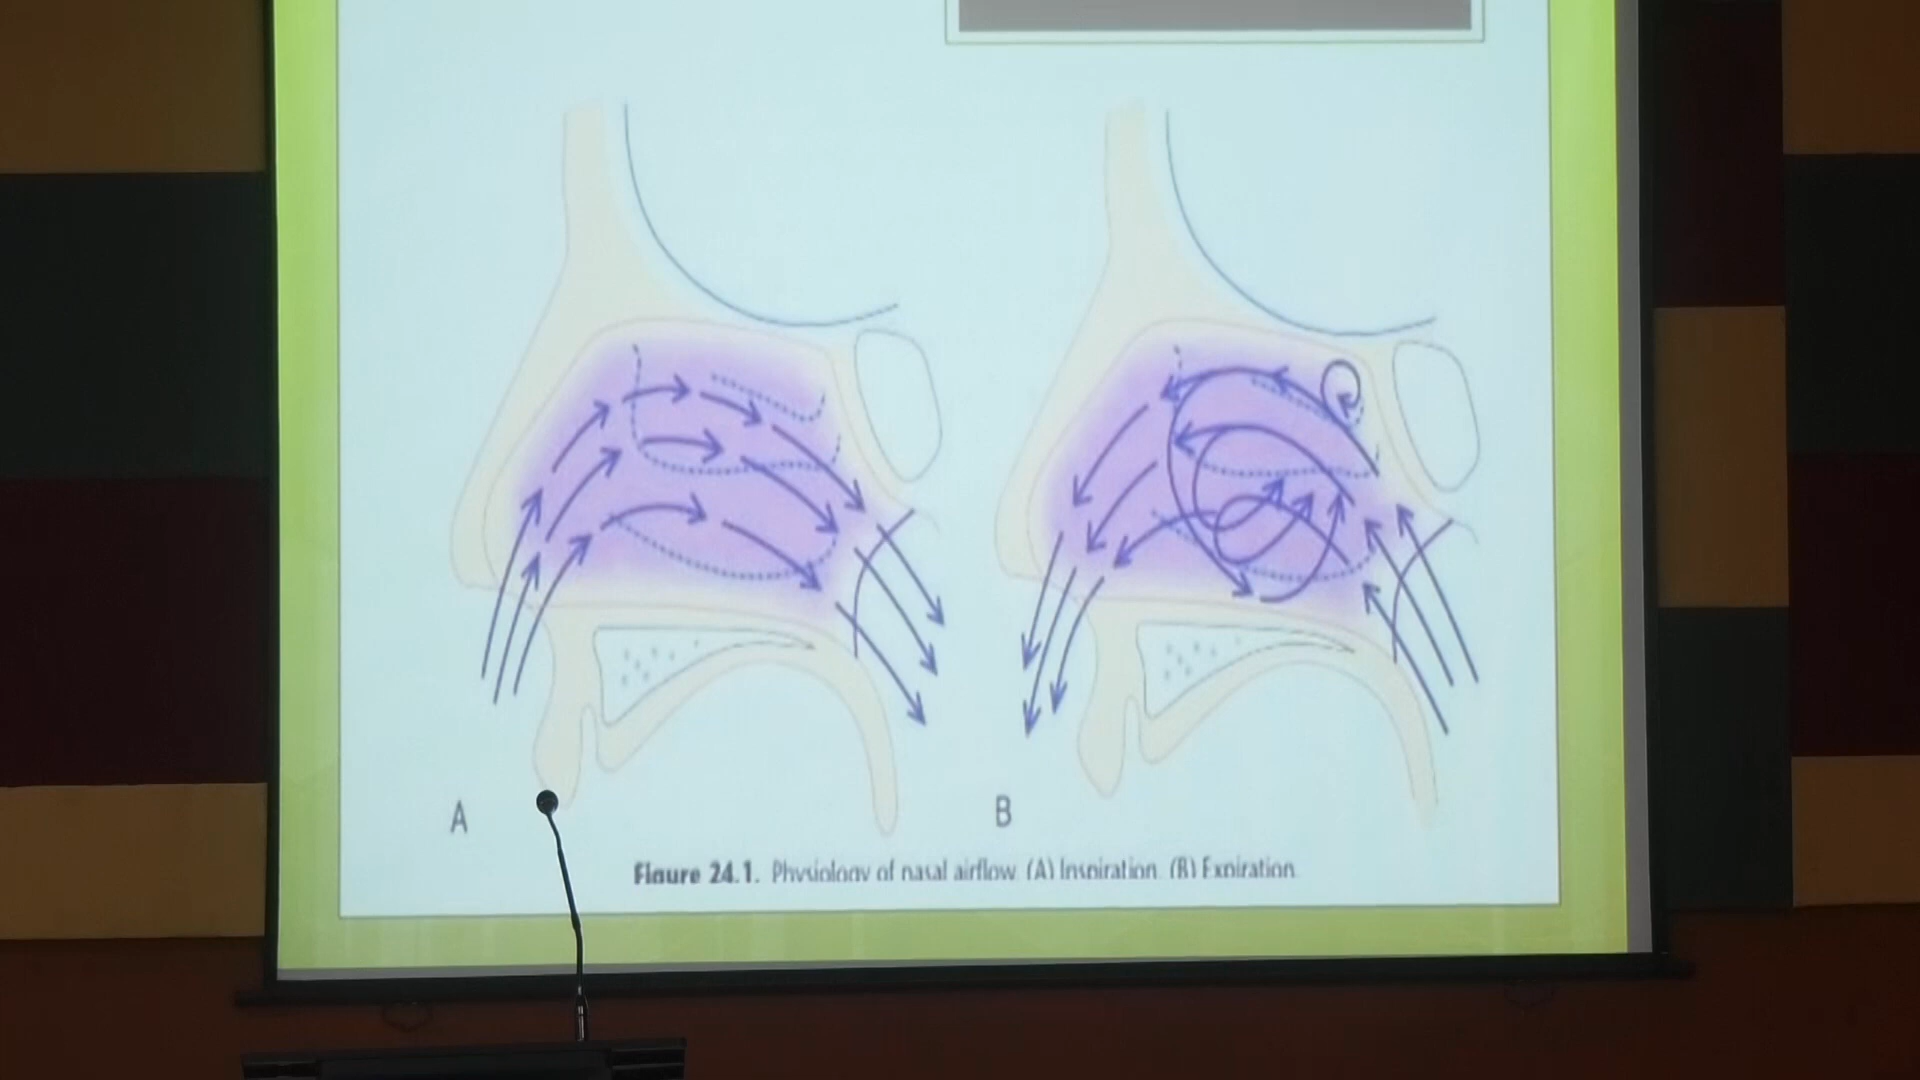 A
B
Figure 24.1. Physiology of nasal airflow. (A) Inspiration. (B) Expiration.